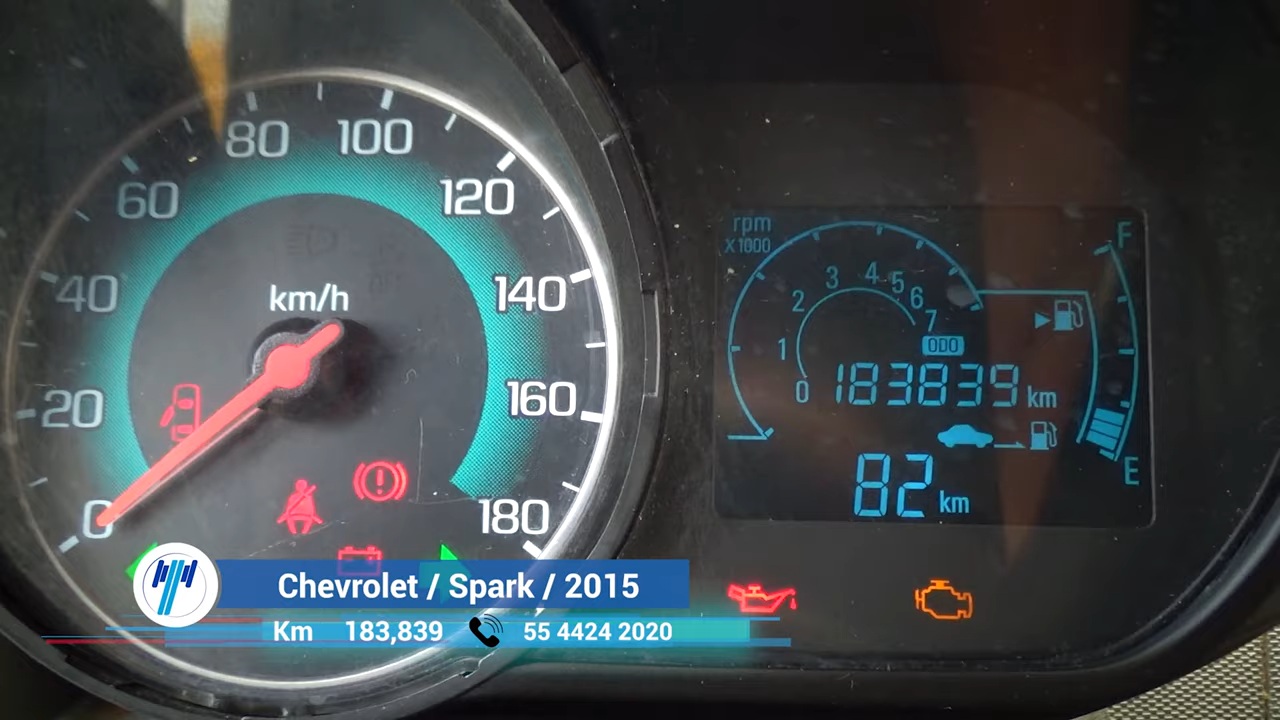 80 100
60 120
40 km/h 140
20 160
0 180
rpm
X1000
F
0 1 2 3 4 5 6 7
ODO
183839 km
82 km
E
Chevrolet / Spark / 2015
Km 183,839 55 4424 2020